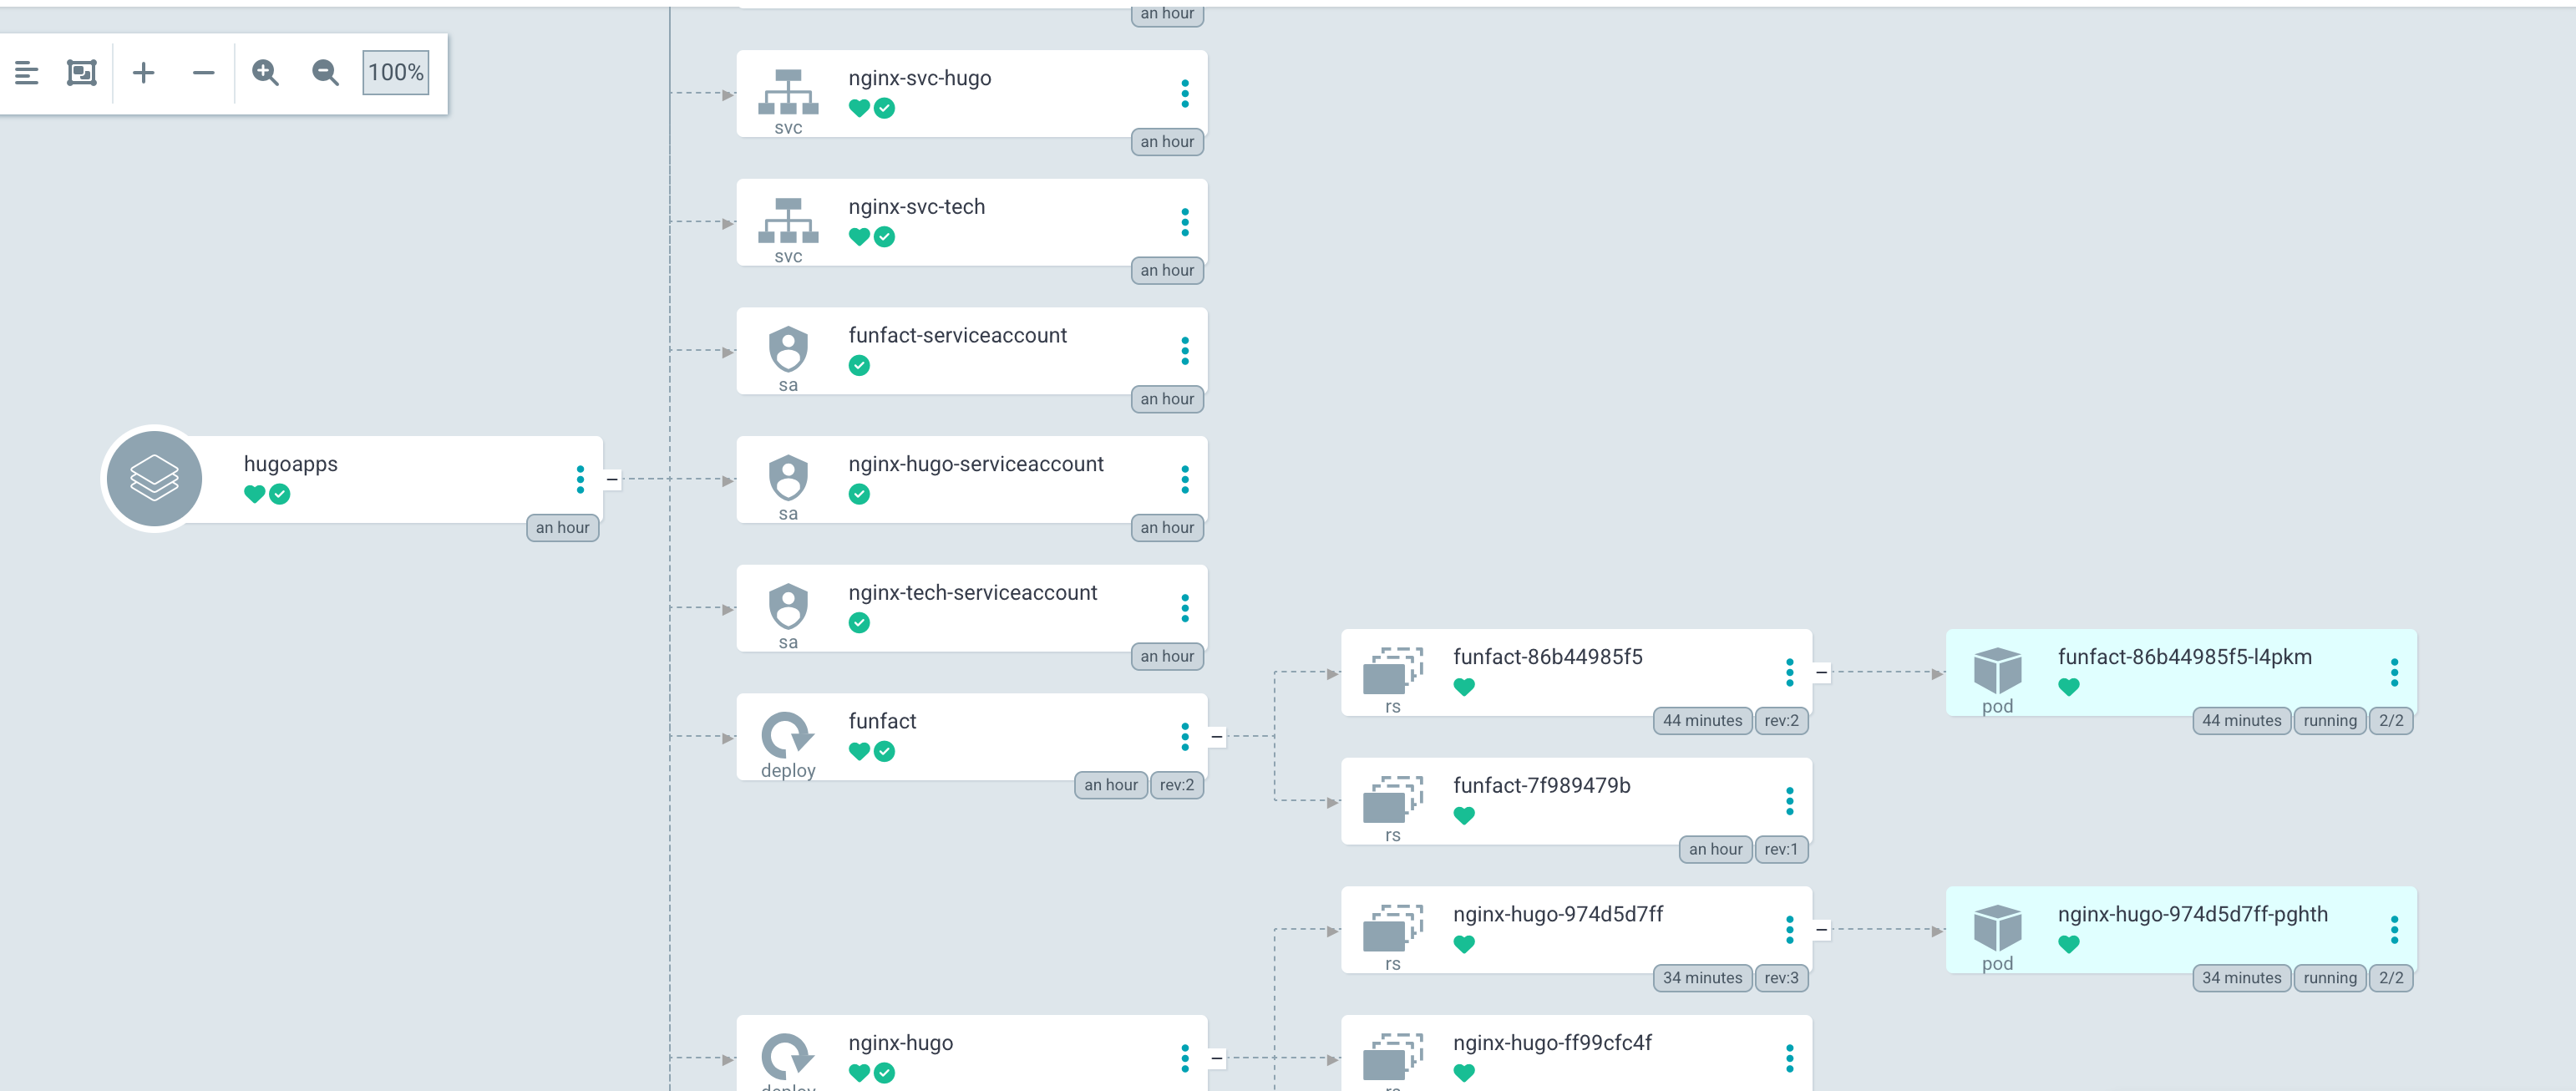 an hour
100%
nginx-svc-hugo
svc
an hour
nginx-svc-tech
svc
an hour
funfact-serviceaccount
sa
an hour
hugoapps
an hour
nginx-hugo-serviceaccount
sa
an hour
nginx-tech-serviceaccount
sa
an hour
funfact
deploy
an hour rev:2
funfact-86b44985f5
rs
44 minutes rev:2
funfact-86b44985f5-l4pkm
pod
44 minutes running 2/2
funfact-7f989479b
rs
an hour rev:1
nginx-hugo-974d5d7ff
rs
34 minutes rev:3
nginx-hugo-974d5d7ff-pghth
pod
34 minutes running 2/2
nginx-hugo
deploy
nginx-hugo-ff99cfc4f
rs